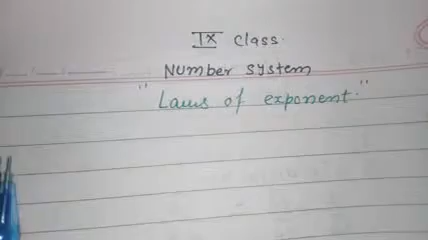 IX class.
Number system
"Laws of exponent."